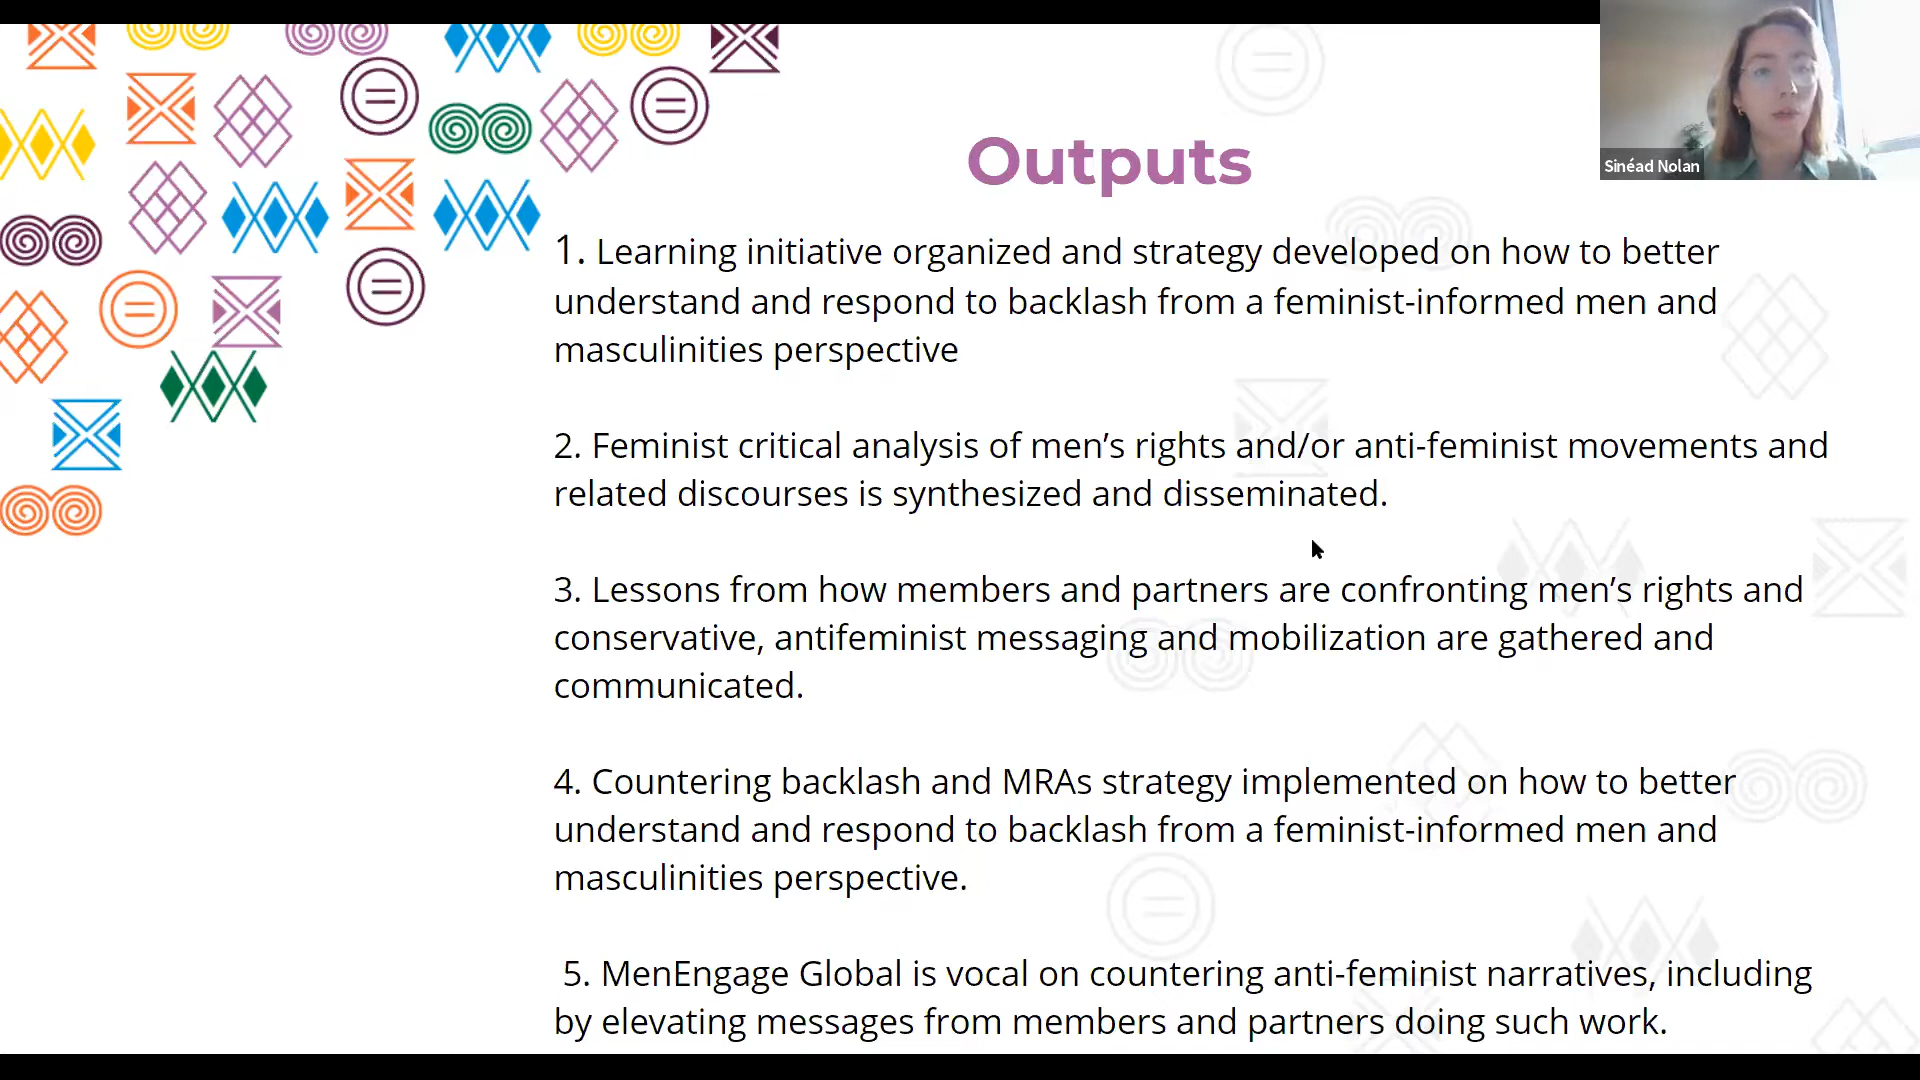 Sinéad Nolan
Outputs
1. Learning initiative organized and strategy developed on how to better
understand and respond to backlash from a feminist-informed men and
masculinities perspective
2. Feminist critical analysis of men’s rights and/or anti-feminist movements and
related discourses is synthesized and disseminated.
3. Lessons from how members and partners are confronting men’s rights and
conservative, antifeminist messaging and mobilization are gathered and
communicated.
4. Countering backlash and MRAs strategy implemented on how to better
understand and respond to backlash from a feminist-informed men and
masculinities perspective.
5. MenEngage Global is vocal on countering anti-feminist narratives, including
by elevating messages from members and partners doing such work.